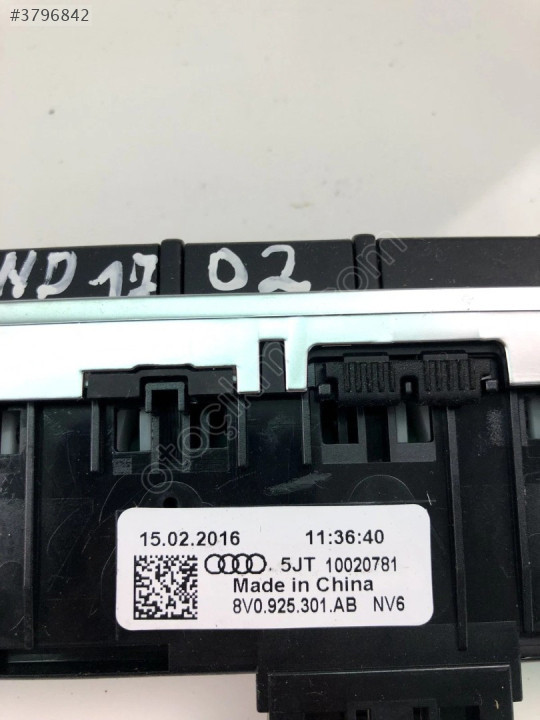 #3796842
ND 17 02
15.02.2016 11:36:40
5JT 10020781
Made in China
8V0.925.301.AB NV6